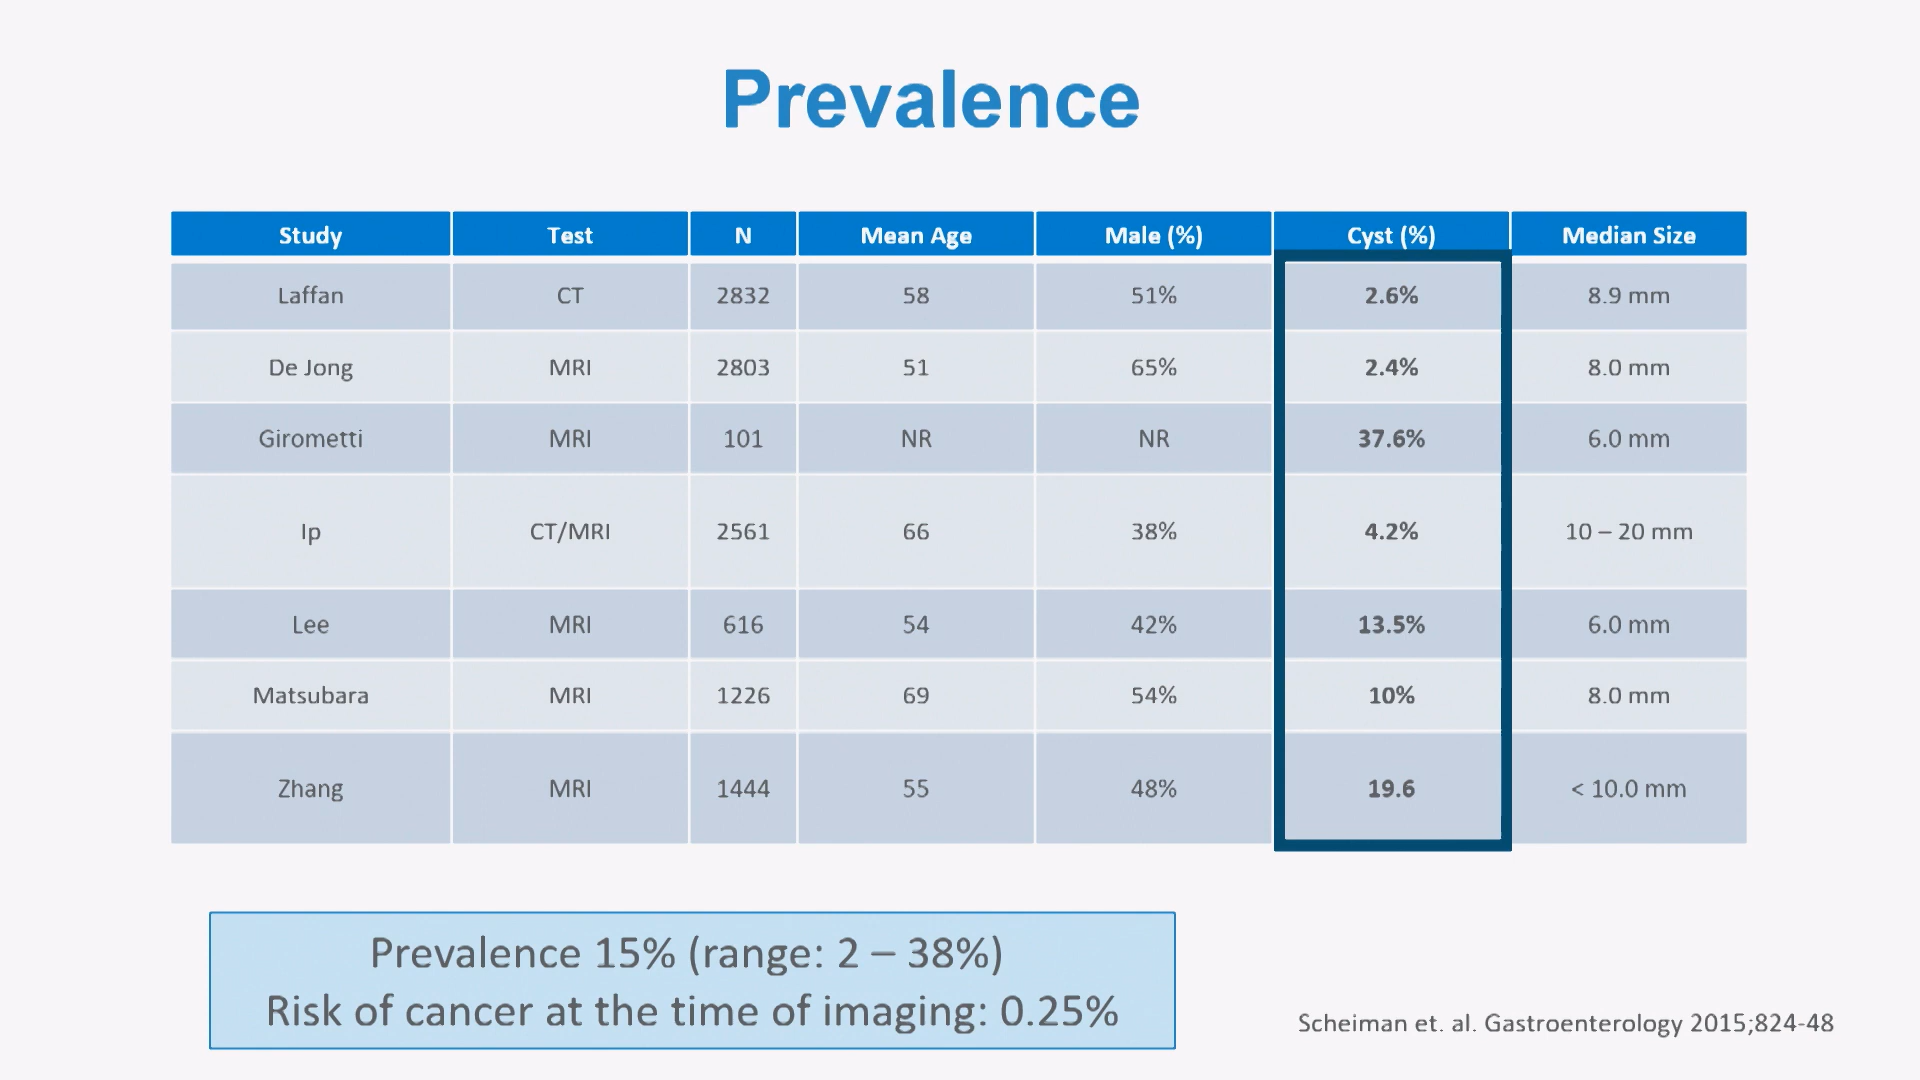 Prevalence
Study Test N Mean Age Male (%) Cyst (%) Median Size
Laffan CT 2832 58 51% 2.6% 8.9 mm
De Jong MRI 2803 51 65% 2.4% 8.0 mm
Girometti MRI 101 NR NR 37.6% 6.0 mm
Ip CT/MRI 2561 66 38% 4.2% 10 – 20 mm
Lee MRI 616 54 42% 13.5% 6.0 mm
Matsubara MRI 1226 69 54% 10% 8.0 mm
Zhang MRI 1444 55 48% 19.6 < 10.0 mm
Prevalence 15% (range: 2 – 38%)
Risk of cancer at the time of imaging: 0.25%
Scheiman et. al. Gastroenterology 2015;824-48